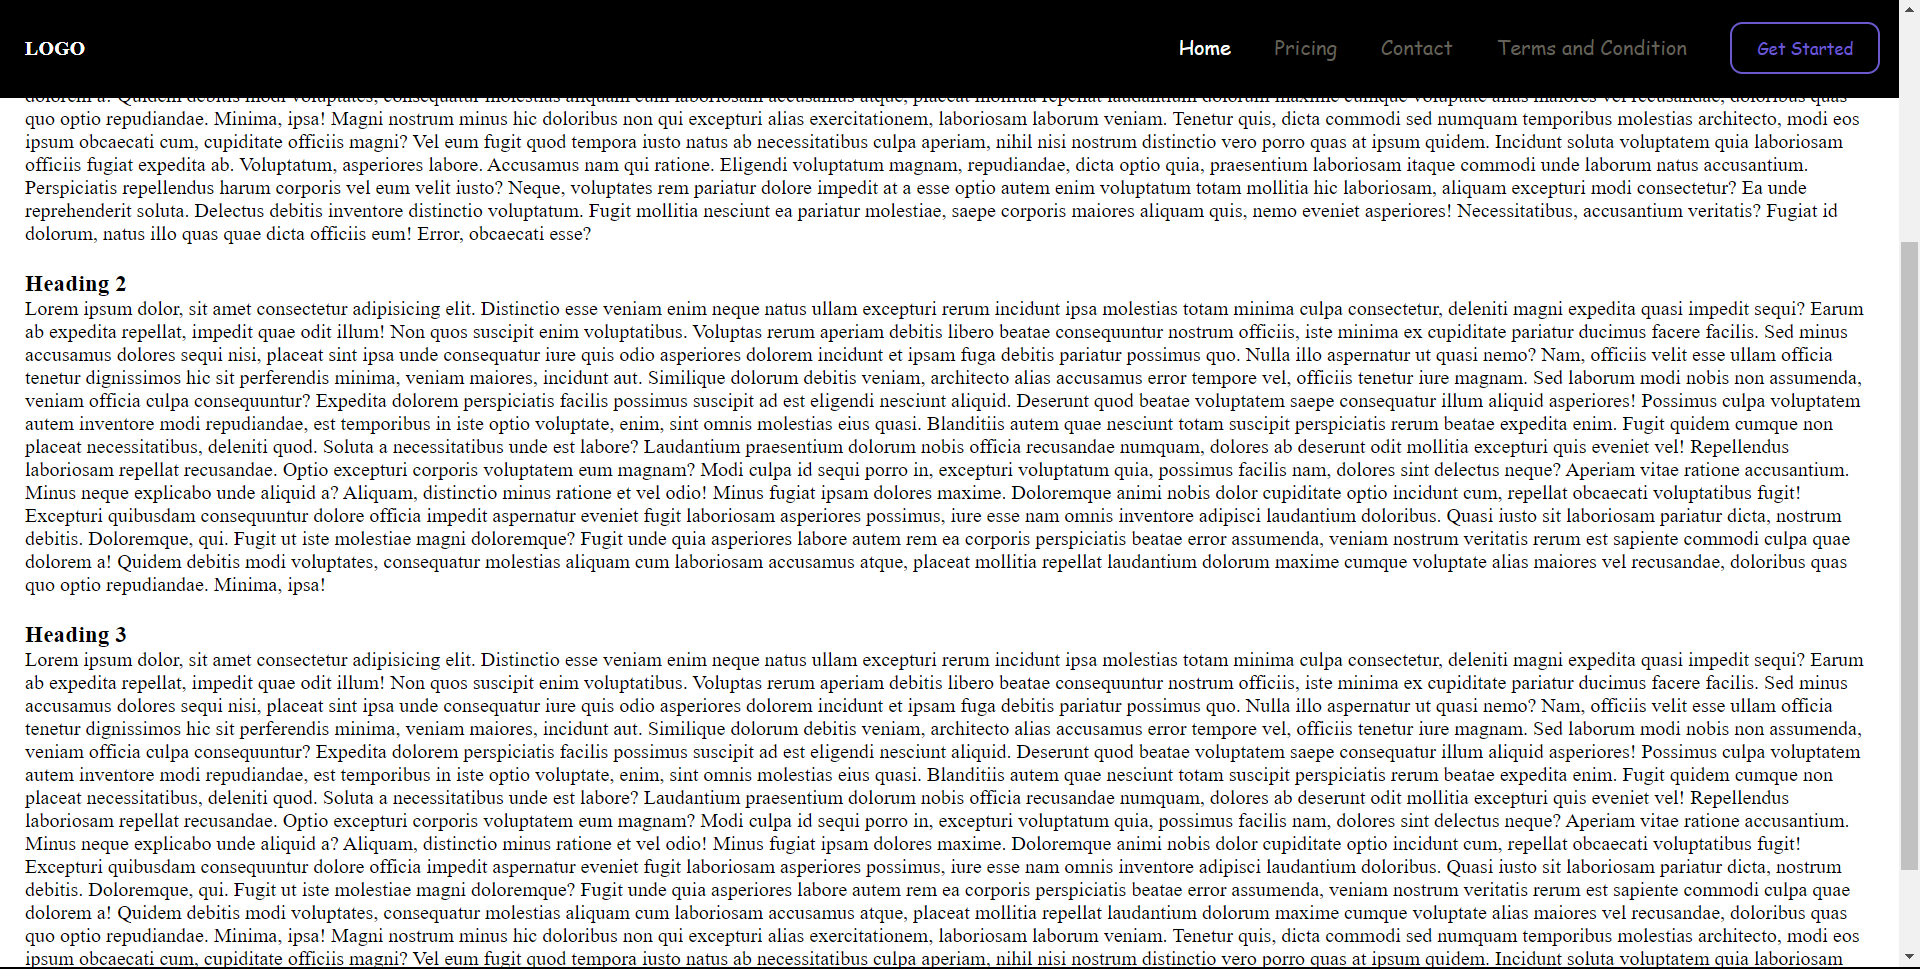 LOGO
Home
Pricing
Contact
Terms and Condition
Get Started
dolorem a! Quidem debitis modi voluptates, consequatur molestias aliquam cum laboriosam accusamus atque, placeat mollitia repellat laudantium dolorum maxime cumque voluptate alias maiores vel recusandae, doloribus quas
quo optio repudiandae. Minima, ipsa! Magni nostrum minus hic doloribus non qui excepturi alias exercitationem, laboriosam laborum veniam. Tenetur quis, dicta commodi sed numquam temporibus molestias architecto, modi eos
ipsum obcaecati cum, cupiditate officiis magni? Vel eum fugit quod tempora iusto natus ab necessitatibus culpa aperiam, nihil nisi nostrum distinctio vero porro quas at ipsum quidem. Incidunt soluta voluptatem quia laboriosam
officiis fugiat expedita ab. Voluptatum, asperiores labore. Accusamus nam qui ratione. Eligendi voluptatum magnam, repudiandae, dicta optio quia, praesentium laboriosam itaque commodi unde laborum natus accusantium.
Perspiciatis repellendus harum corporis vel eum velit iusto? Neque, voluptates rem pariatur dolore impedit at a esse optio autem enim voluptatum totam mollitia hic laboriosam, aliquam excepturi modi consectetur? Ea unde
reprehenderit soluta. Delectus debitis inventore distinctio voluptatum. Fugit mollitia nesciunt ea pariatur molestiae, saepe corporis maiores aliquam quis, nemo eveniet asperiores! Necessitatibus, accusantium veritatis? Fugiat id
dolorum, natus illo quas quae dicta officiis eum! Error, obcaecati esse?
Heading 2
Lorem ipsum dolor, sit amet consectetur adipisicing elit. Distinctio esse veniam enim neque natus ullam excepturi rerum incidunt ipsa molestias totam minima culpa consectetur, deleniti magni expedita quasi impedit sequi? Earum
ab expedita repellat, impedit quae odit illum! Non quos suscipit enim voluptatibus. Voluptas rerum aperiam debitis libero beatae consequuntur nostrum officiis, iste minima ex cupiditate pariatur ducimus facere facilis. Sed minus
accusamus dolores sequi nisi, placeat sint ipsa unde consequatur iure quis odio asperiores dolorem incidunt et ipsam fuga debitis pariatur possimus quo. Nulla illo aspernatur ut quasi nemo? Nam, officiis velit esse ullam officia
tenetur dignissimos hic sit perferendis minima, veniam maiores, incidunt aut. Similique dolorum debitis veniam, architecto alias accusamus error tempore vel, officiis tenetur iure magnam. Sed laborum modi nobis non assumenda,
veniam officia culpa consequuntur? Expedita dolorem perspiciatis facilis possimus suscipit ad est eligendi nesciunt aliquid. Deserunt quod beatae voluptatem saepe consequatur illum aliquid asperiores! Possimus culpa voluptatem
autem inventore modi repudiandae, est temporibus in iste optio voluptate, enim, sint omnis molestias eius quasi. Blanditiis autem quae nesciunt totam suscipit perspiciatis rerum beatae expedita enim. Fugit quidem cumque non
placeat necessitatibus, deleniti quod. Soluta a necessitatibus unde est labore? Laudantium praesentium dolorum nobis officia recusandae numquam, dolores ab deserunt odit mollitia excepturi quis eveniet vel! Repellendus
laboriosam repellat recusandae. Optio excepturi corporis voluptatem eum magnam? Modi culpa id sequi porro in, excepturi voluptatum quia, possimus facilis nam, dolores sint delectus neque? Aperiam vitae ratione accusantium.
Minus neque explicabo unde aliquid a? Aliquam, distinctio minus ratione et vel odio! Minus fugiat ipsam dolores maxime. Doloremque animi nobis dolor cupiditate optio incidunt cum, repellat obcaecati voluptatibus fugit!
Excepturi quibusdam consequuntur dolore officia impedit aspernatur eveniet fugit laboriosam asperiores possimus, iure esse nam omnis inventore adipisci laudantium doloribus. Quasi iusto sit laboriosam pariatur dicta, nostrum
debitis. Doloremque, qui. Fugit ut iste molestiae magni doloremque? Fugit unde quia asperiores labore autem rem ea corporis perspiciatis beatae error assumenda, veniam nostrum veritatis rerum est sapiente commodi culpa quae
dolorem a! Quidem debitis modi voluptates, consequatur molestias aliquam cum laboriosam accusamus atque, placeat mollitia repellat laudantium dolorum maxime cumque voluptate alias maiores vel recusandae, doloribus quas
quo optio repudiandae. Minima, ipsa!
Heading 3
Lorem ipsum dolor, sit amet consectetur adipisicing elit. Distinctio esse veniam enim neque natus ullam excepturi rerum incidunt ipsa molestias totam minima culpa consectetur, deleniti magni expedita quasi impedit sequi? Earum
ab expedita repellat, impedit quae odit illum! Non quos suscipit enim voluptatibus. Voluptas rerum aperiam debitis libero beatae consequuntur nostrum officiis, iste minima ex cupiditate pariatur ducimus facere facilis. Sed minus
accusamus dolores sequi nisi, placeat sint ipsa unde consequatur iure quis odio asperiores dolorem incidunt et ipsam fuga debitis pariatur possimus quo. Nulla illo aspernatur ut quasi nemo? Nam, officiis velit esse ullam officia
tenetur dignissimos hic sit perferendis minima, veniam maiores, incidunt aut. Similique dolorum debitis veniam, architecto alias accusamus error tempore vel, officiis tenetur iure magnam. Sed laborum modi nobis non assumenda,
veniam officia culpa consequuntur? Expedita dolorem perspiciatis facilis possimus suscipit ad est eligendi nesciunt aliquid. Deserunt quod beatae voluptatem saepe consequatur illum aliquid asperiores! Possimus culpa voluptatem
autem inventore modi repudiandae, est temporibus in iste optio voluptate, enim, sint omnis molestias eius quasi. Blanditiis autem quae nesciunt totam suscipit perspiciatis rerum beatae expedita enim. Fugit quidem cumque non
placeat necessitatibus, deleniti quod. Soluta a necessitatibus unde est labore? Laudantium praesentium dolorum nobis officia recusandae numquam, dolores ab deserunt odit mollitia excepturi quis eveniet vel! Repellendus
laboriosam repellat recusandae. Optio excepturi corporis voluptatem eum magnam? Modi culpa id sequi porro in, excepturi voluptatum quia, possimus facilis nam, dolores sint delectus neque? Aperiam vitae ratione accusantium.
Minus neque explicabo unde aliquid a? Aliquam, distinctio minus ratione et vel odio! Minus fugiat ipsam dolores maxime. Doloremque animi nobis dolor cupiditate optio incidunt cum, repellat obcaecati voluptatibus fugit!
Excepturi quibusdam consequuntur dolore officia impedit aspernatur eveniet fugit laboriosam asperiores possimus, iure esse nam omnis inventore adipisci laudantium doloribus. Quasi iusto sit laboriosam pariatur dicta, nostrum
debitis. Doloremque, qui. Fugit ut iste molestiae magni doloremque? Fugit unde quia asperiores labore autem rem ea corporis perspiciatis beatae error assumenda, veniam nostrum veritatis rerum est sapiente commodi culpa quae
dolorem a! Quidem debitis modi voluptates, consequatur molestias aliquam cum laboriosam accusamus atque, placeat mollitia repellat laudantium dolorum maxime cumque voluptate alias maiores vel recusandae, doloribus quas
quo optio repudiandae. Minima, ipsa! Magni nostrum minus hic doloribus non qui excepturi alias exercitationem, laboriosam laborum veniam. Tenetur quis, dicta commodi sed numquam temporibus molestias architecto, modi eos
ipsum obcaecati cum, cupiditate officiis magni? Vel eum fugit quod tempora iusto natus ab necessitatibus culpa aperiam, nihil nisi nostrum distinctio vero porro quas at ipsum quidem. Incidunt soluta voluptatem quia laboriosam